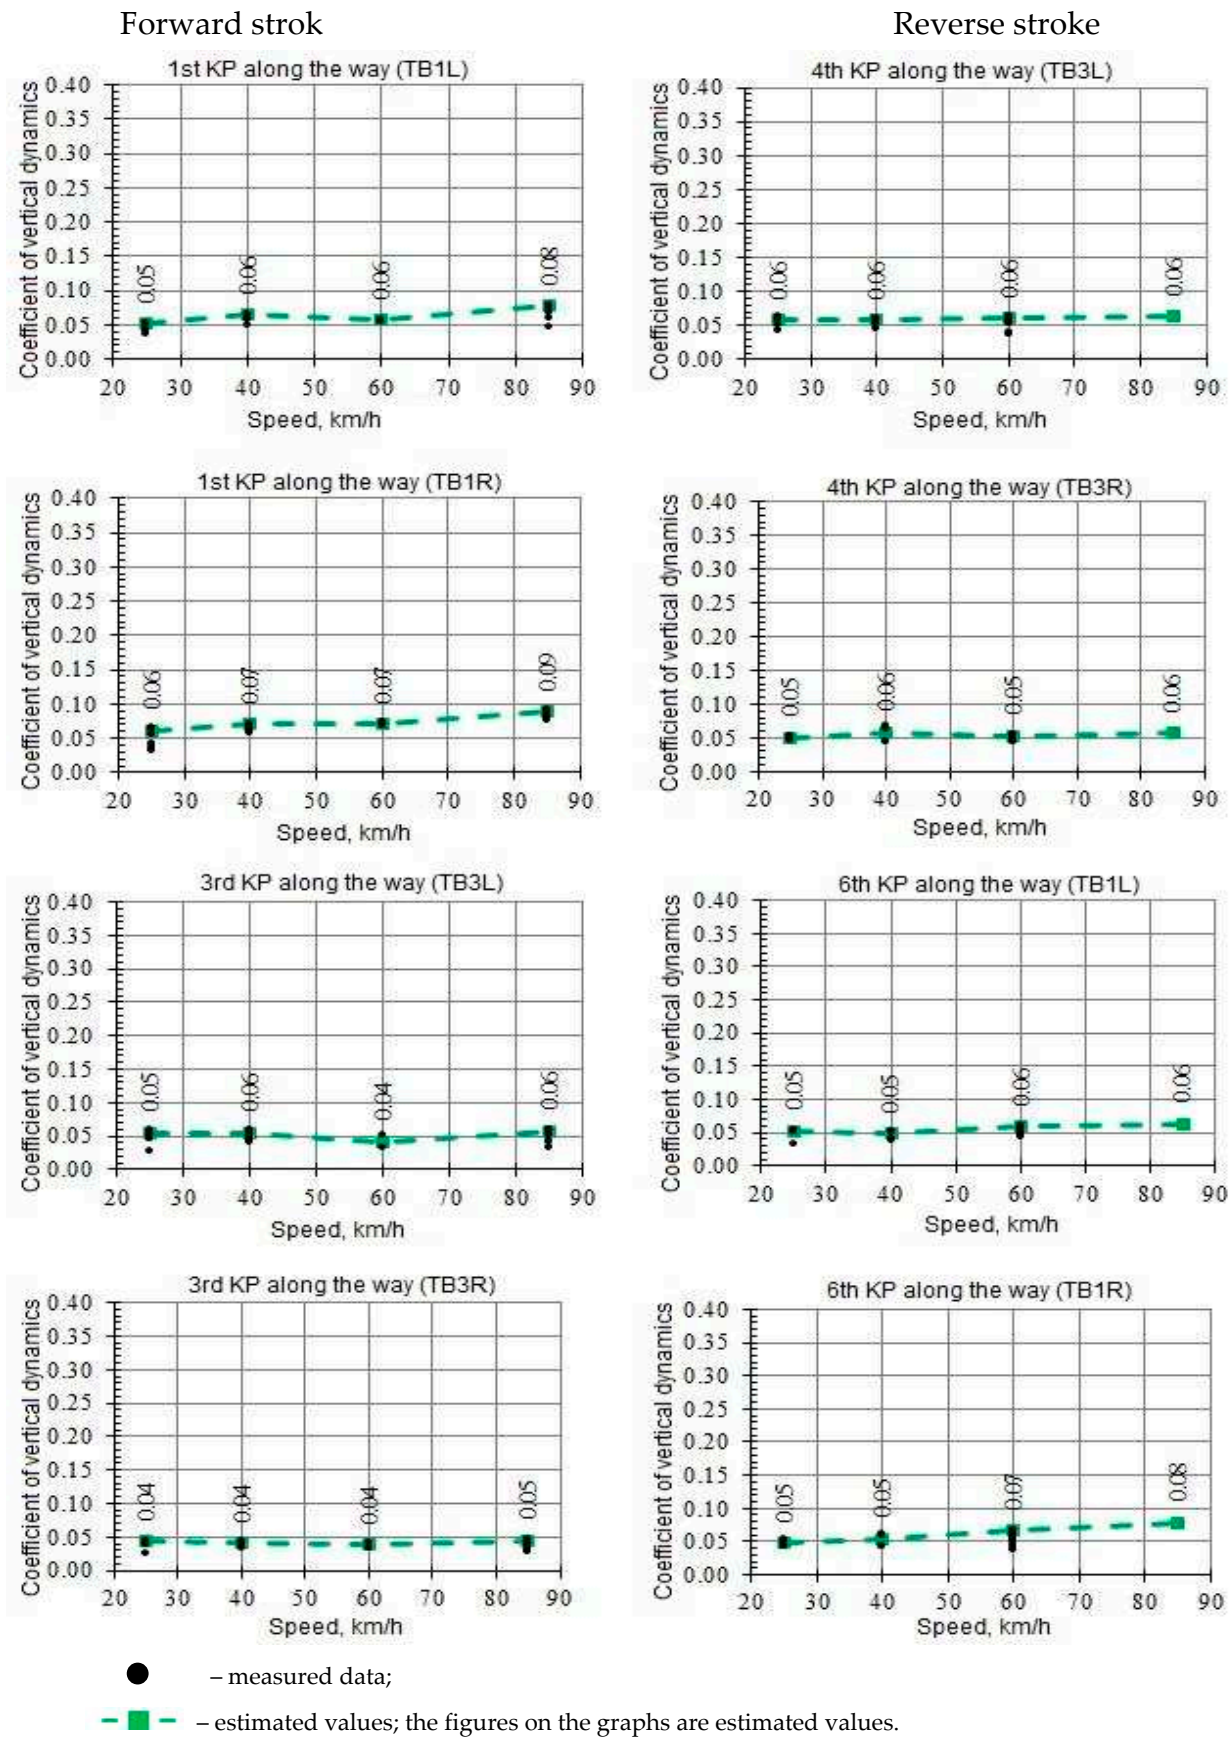 Forward strok
Reverse stroke
1st KP along the way (TB1L)
Coefficient of vertical dynamics
0.40
0.35
0.30
0.25
0.20
0.15
0.10
0.05
0.00
0.05
0.06
0.06
0.08
20 30 40 50 60 70 80 90
Speed, km/h
4th KP along the way (TB3L)
Coefficient of vertical dynamics
0.40
0.35
0.30
0.25
0.20
0.15
0.10
0.05
0.00
0.06
0.06
0.06
0.06
20 30 40 50 60 70 80 90
Speed, km/h
1st KP along the way (TB1R)
Coefficient of vertical dynamics
0.40
0.35
0.30
0.25
0.20
0.15
0.10
0.05
0.00
0.06
0.07
0.07
0.09
20 30 40 50 60 70 80 90
Speed, km/h
4th KP along the way (TB3R)
Coefficient of vertical dynamics
0.40
0.35
0.30
0.25
0.20
0.15
0.10
0.05
0.00
0.05
0.06
0.05
0.06
20 30 40 50 60 70 80 90
Speed, km/h
3rd KP along the way (TB3L)
Coefficient of vertical dynamics
0.40
0.35
0.30
0.25
0.20
0.15
0.10
0.05
0.00
0.05
0.06
0.04
0.06
20 30 40 50 60 70 80 90
Speed, km/h
6th KP along the way (TB1L)
Coefficient of vertical dynamics
0.40
0.35
0.30
0.25
0.20
0.15
0.10
0.05
0.00
0.05
0.05
0.06
0.06
20 30 40 50 60 70 80 90
Speed, km/h
3rd KP along the way (TB3R)
Coefficient of vertical dynamics
0.40
0.35
0.30
0.25
0.20
0.15
0.10
0.05
0.00
0.04
0.04
0.04
0.05
20 30 40 50 60 70 80 90
Speed, km/h
6th KP along the way (TB1R)
Coefficient of vertical dynamics
0.40
0.35
0.30
0.25
0.20
0.15
0.10
0.05
0.00
0.05
0.05
0.07
0.08
20 30 40 50 60 70 80 90
Speed, km/h
– measured data;
– estimated values; the figures on the graphs are estimated values.